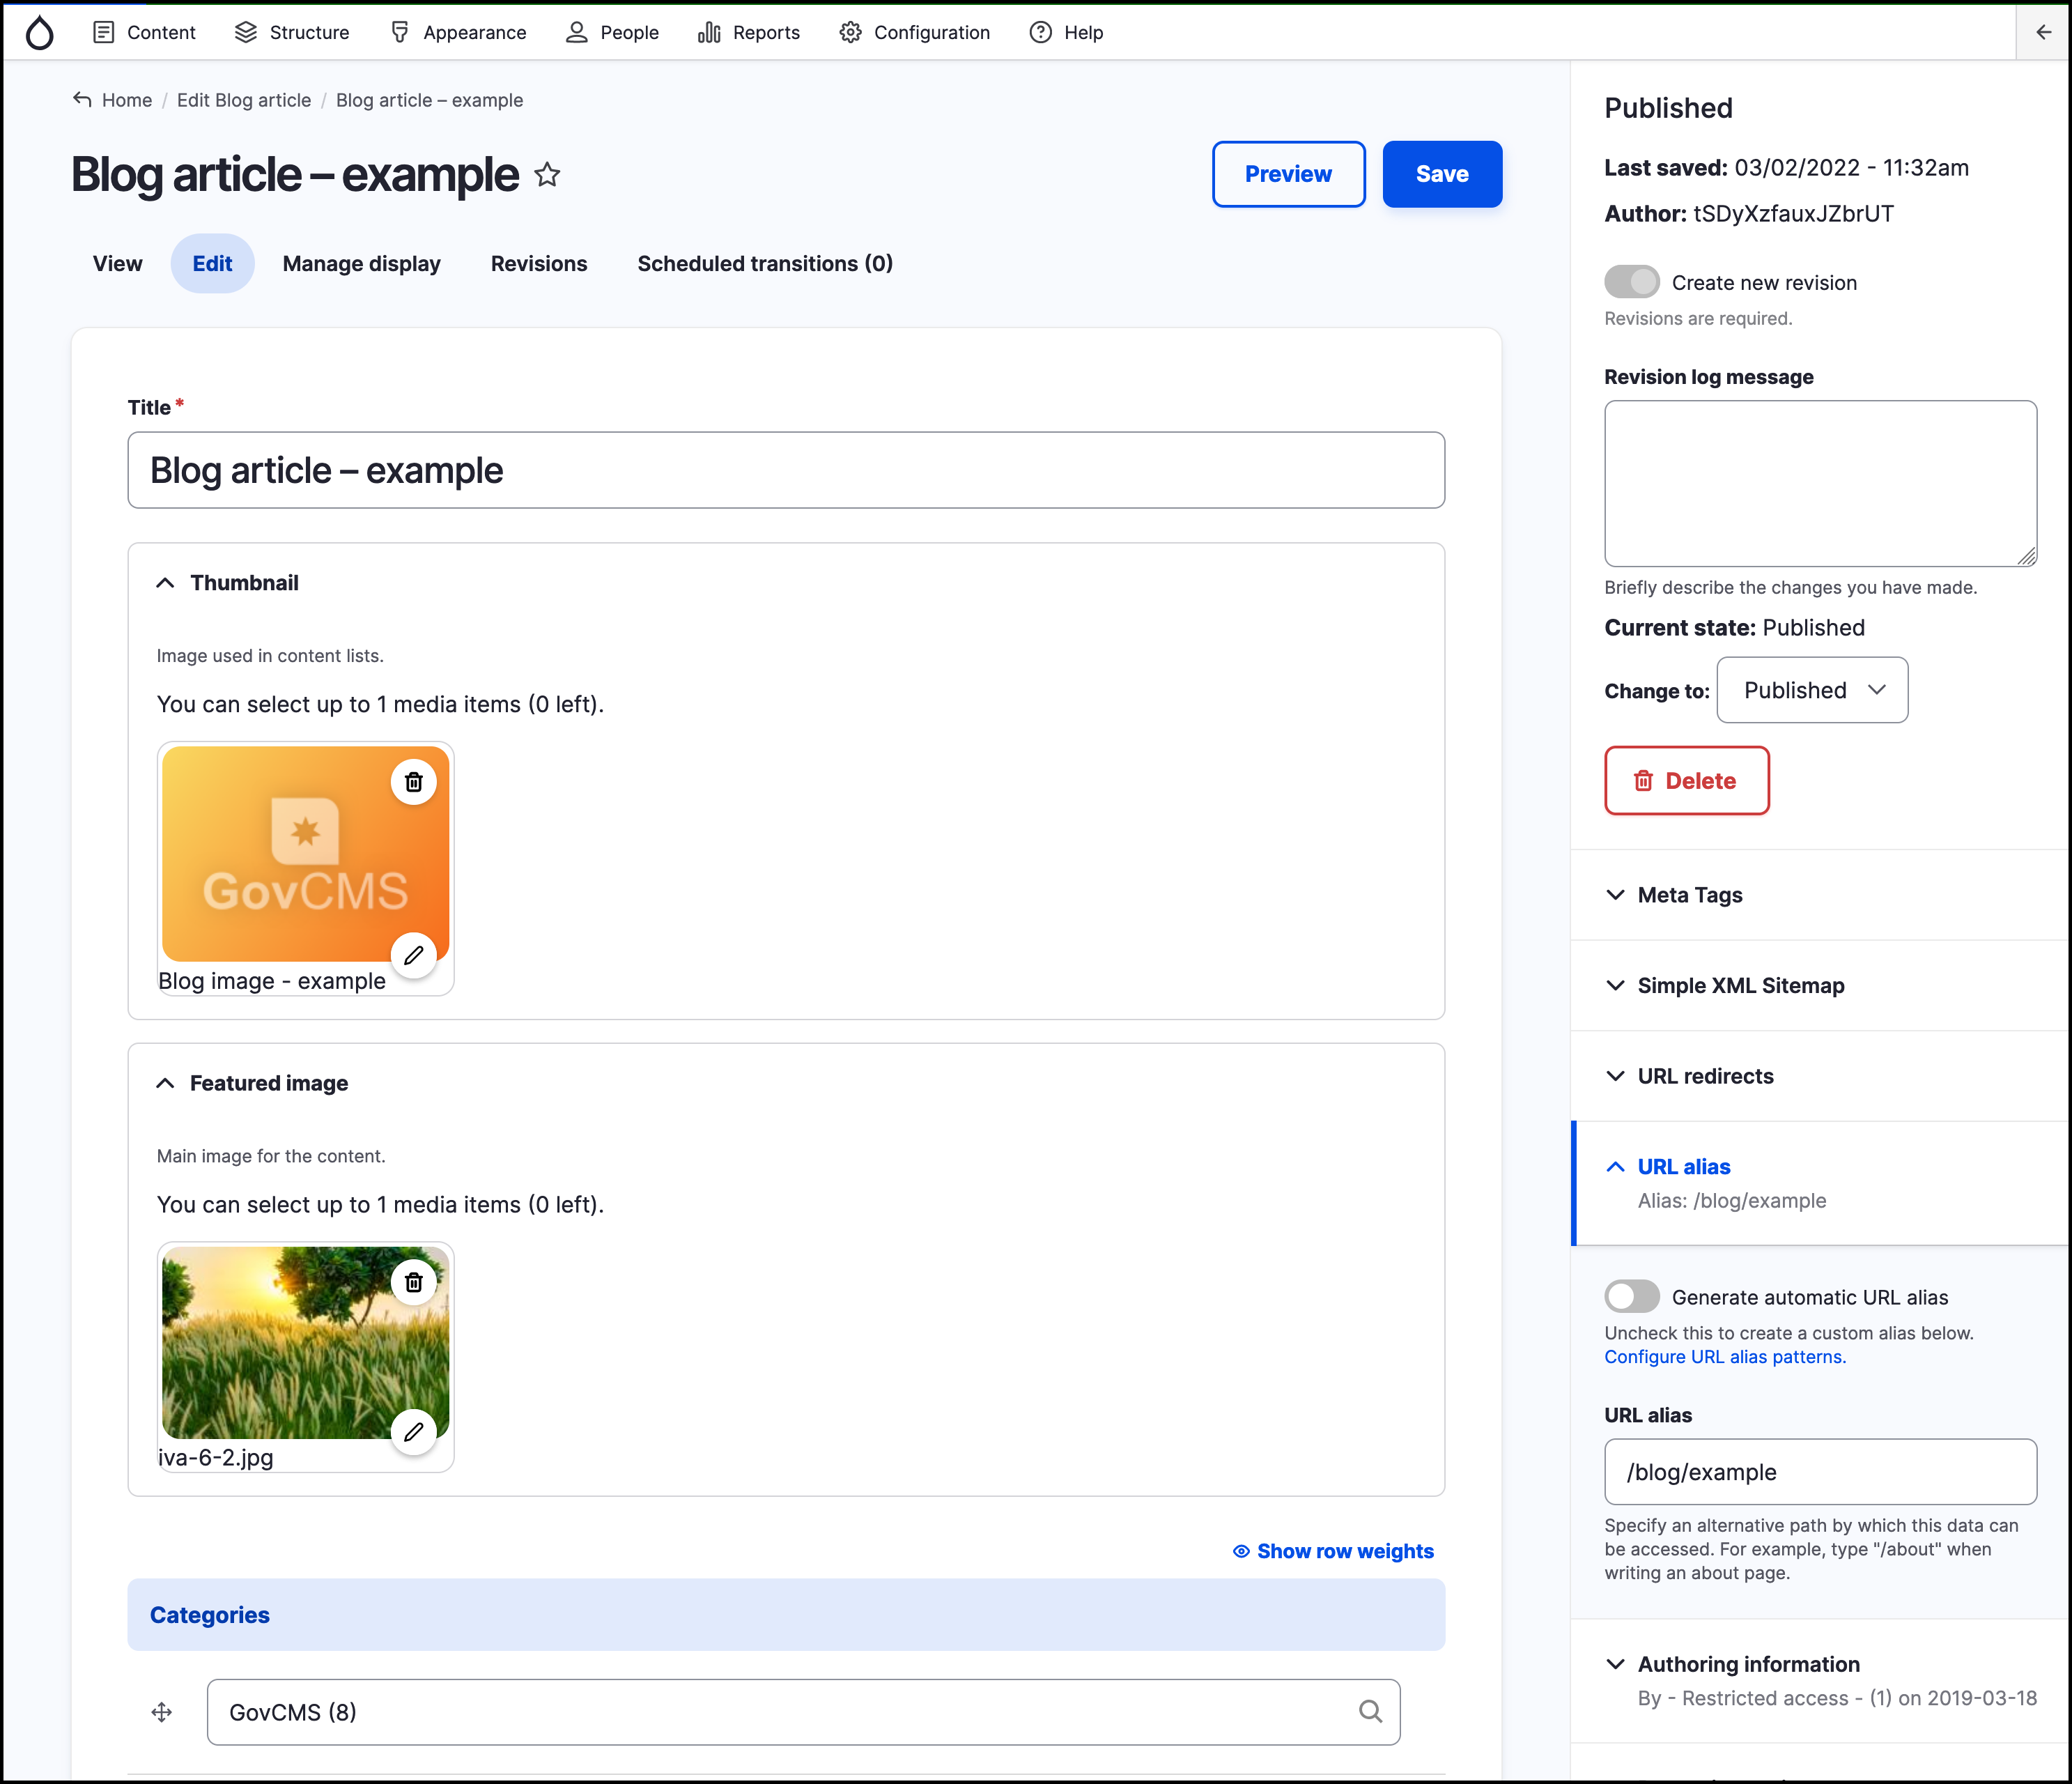 Content
Structure
Appearance
People
Reports
Configuration
Help
Home / Edit Blog article / Blog article – example
Blog article – example
Preview
Save
View
Edit
Manage display
Revisions
Scheduled transitions (0)
Title *
Blog article – example
Thumbnail
Image used in content lists.
You can select up to 1 media items (0 left).
GovCMS
Blog image - example
Featured image
Main image for the content.
You can select up to 1 media items (0 left).
iva-6-2.jpg
Show row weights
Categories
GovCMS (8)
Published
Last saved: 03/02/2022 - 11:32am
Author: tSDyXzfauxJZbrUT
Create new revision
Revisions are required.
Revision log message
Briefly describe the changes you have made.
Current state: Published
Change to: Published
Delete
Meta Tags
Simple XML Sitemap
URL redirects
URL alias
Alias: /blog/example
Generate automatic URL alias
Uncheck this to create a custom alias below.
Configure URL alias patterns.
URL alias
/blog/example
Specify an alternative path by which this data can
be accessed. For example, type "/about" when
writing an about page.
Authoring information
By - Restricted access - (1) on 2019-03-18